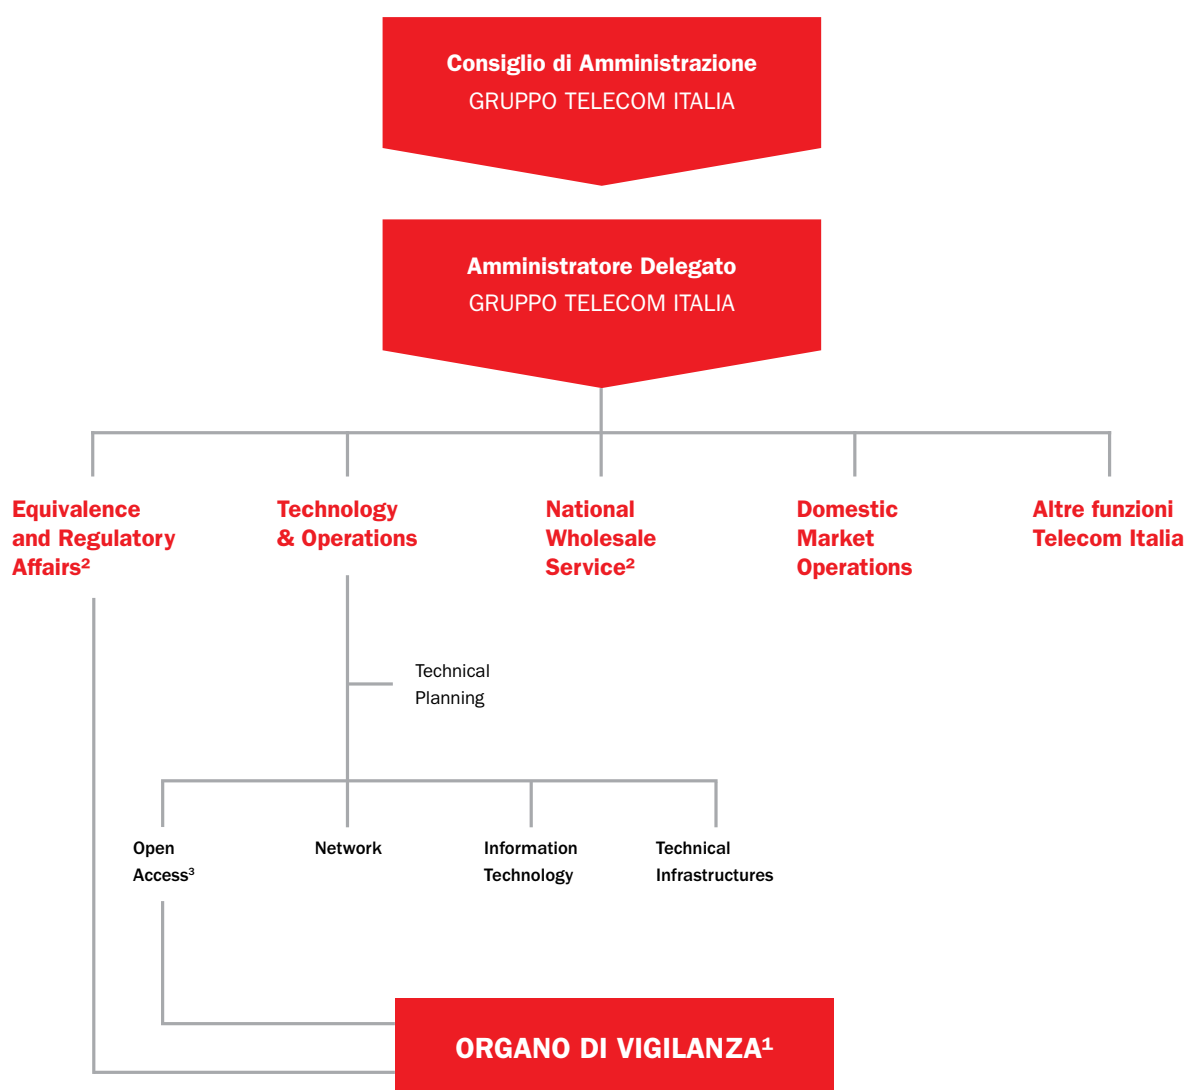 Consiglio di Amministrazione
GRUPPO TELECOM ITALIA
Amministratore Delegato
GRUPPO TELECOM ITALIA
Equivalence
and Regulatory
Affairs²
Technology
& Operations
National
Wholesale
Service²
Domestic
Market
Operations
Altre funzioni
Telecom Italia
Technical
Planning
Open
Access³
Network
Information
Technology
Technical
Infrastructures
ORGANO DI VIGILANZA¹